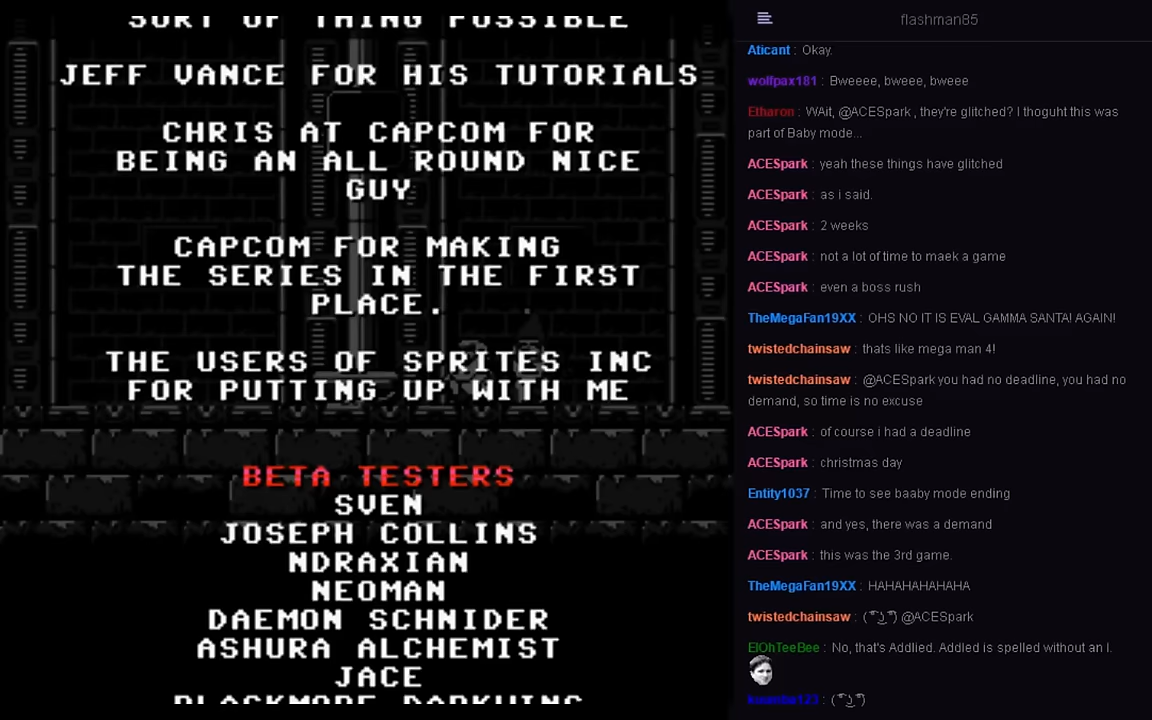 SORT OF THING POSSIBLE
JEFF VANCE FOR HIS TUTORIALS
CHRIS AT CAPCOM FOR
BEING AN ALL ROUND NICE
GUY
CAPCOM FOR MAKING
THE SERIES IN THE FIRST
PLACE.
THE USERS OF SPRITES INC
FOR PUTTING UP WITH ME
BETA TESTERS
SVEN
JOSEPH COLLINS
NDRAXIAN
NEOMAN
DAEMON SCHNIDER
ASHURA ALCHEMIST
JACE
BLACKMORE DARKWING
flashman85
Aticant : Okay.
wolfpax181 : Bweeee, bweee, bweee
Etharon : WAit, @ACESpark , they're glitched? I thoguht this was
part of Baby mode...
ACESpark : yeah these things have glitched
ACESpark : as i said.
ACESpark : 2 weeks
ACESpark : not a lot of time to maek a game
ACESpark : even a boss rush
TheMegaFan19XX : OHS NO IT IS EVAL GAMMA SANTA! AGAIN!
twistedchainsaw : thats like mega man 4!
twistedchainsaw : @ACESpark you had no deadline, you had no
demand, so time is no excuse
ACESpark : of course i had a deadline
ACESpark : christmas day
Entity1037 : Time to see baaby mode ending
ACESpark : and yes, there was a demand
ACESpark : this was the 3rd game.
TheMegaFan19XX : HAHAHAHAHAHA
twistedchainsaw : ( ͡° ͜ʖ ͡°) @ACESpark
ElOhTeeBee : No, that's Addlied. Addled is spelled without an I.
: ( ͡° ͜ʖ ͡°)